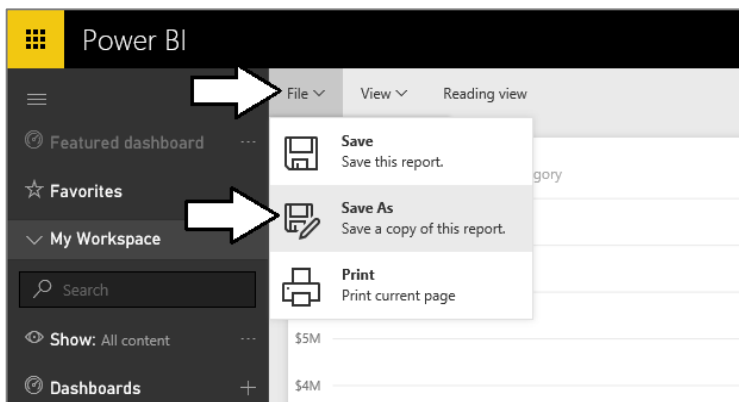 Power BI
File View Reading view
Featured dashboard ...
Favorites
My Workspace
Search
Show: All content ...
Dashboards +
Save
Save this report.
Save As
Save a copy of this report.
Print
Print current page
gory
$5M
$4M